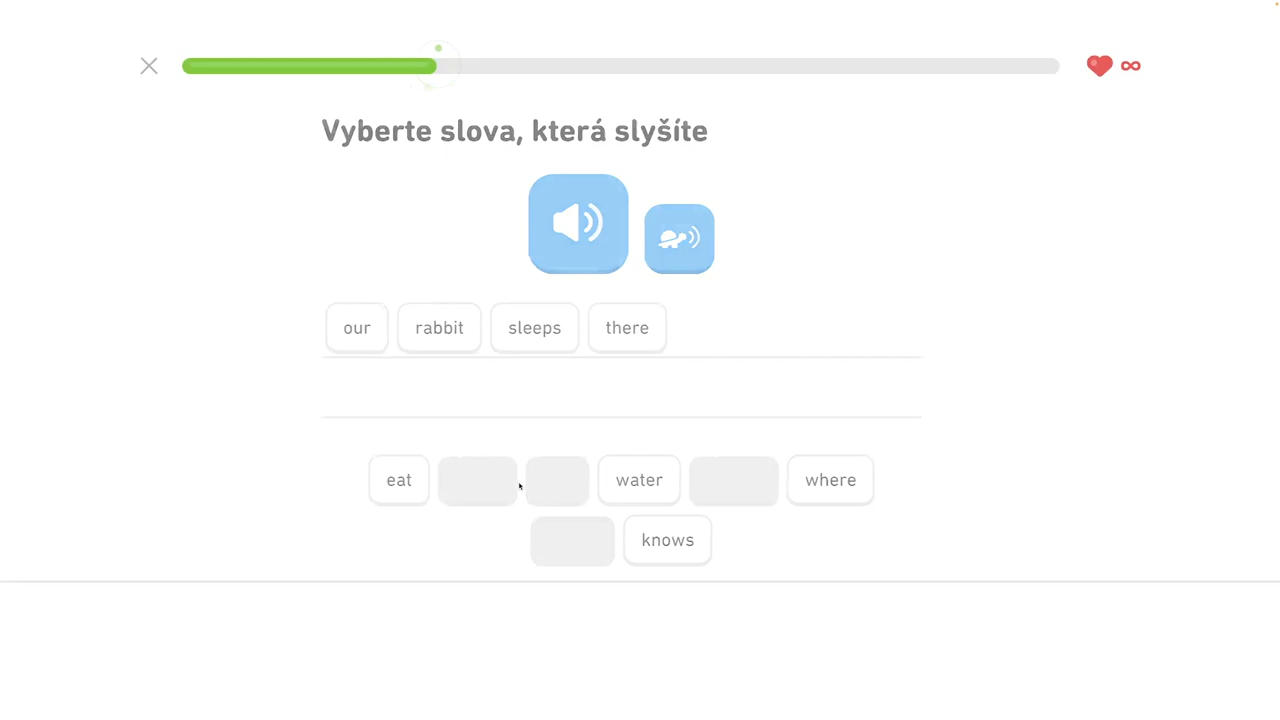 ∞
Vyberte slova, která slyšíte
our rabbit sleeps there
eat water where
knows